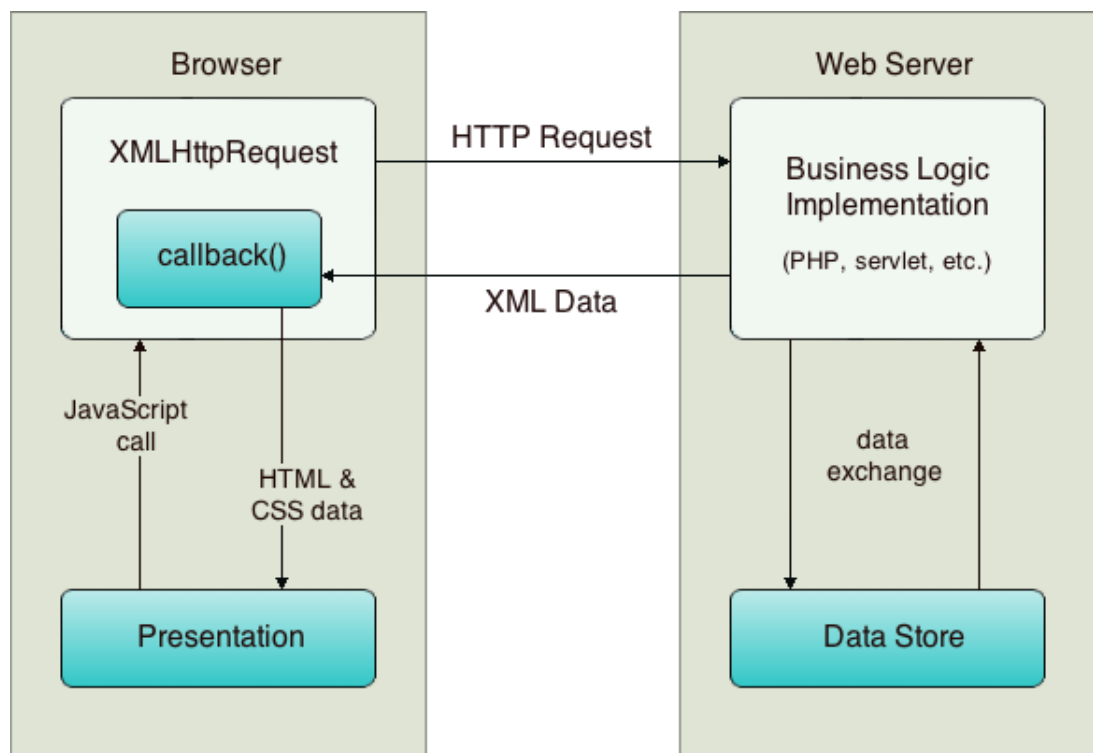 Browser
XMLHttpRequest
callback()
JavaScript
call
HTML &
CSS data
Presentation
HTTP Request
XML Data
Web Server
Business Logic
Implementation
(PHP, servlet, etc.)
data
exchange
Data Store